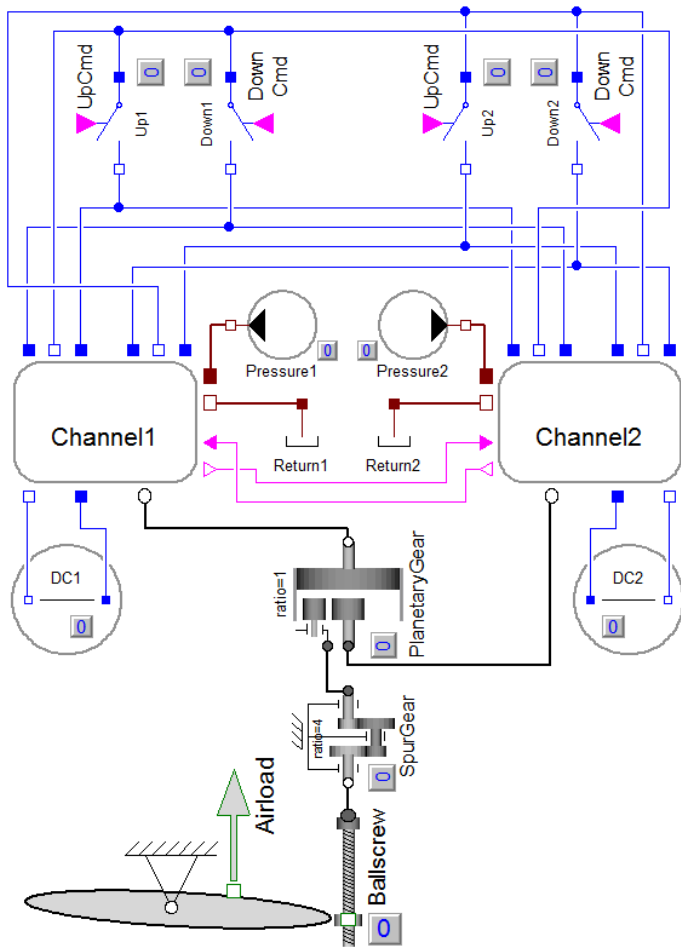 UpCmd
0
0
Down
Cmd
UpCmd
0
0
Down
Cmd
Up1
Down1
Up2
Down2
Pressure1
0
0
Pressure2
Channel1
Channel2
Return1
Return2
DC1
0
ratio=1
PlanetaryGear
0
DC2
0
ratio=4
SpurGear
0
Airload
Ballscrew
0